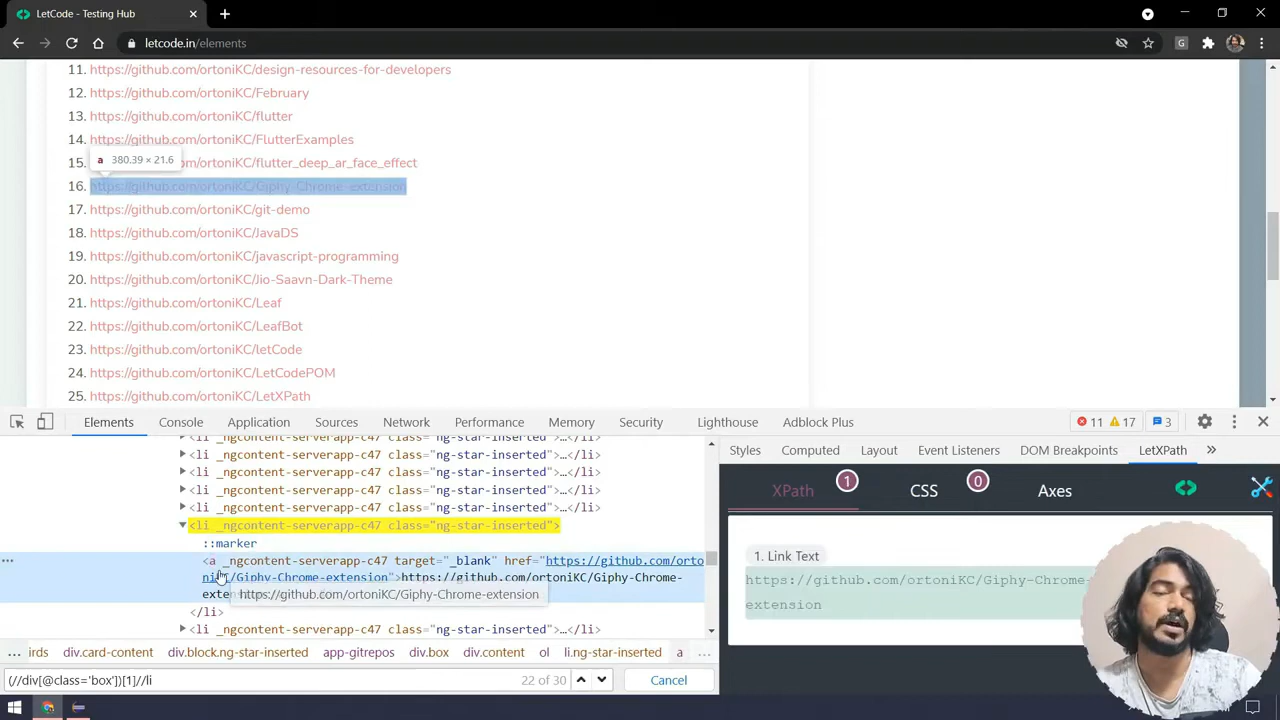 LetCode - Testing Hub
letcode.in/elements
G
11. https://github.com/ortoniKC/design-resources-for-developers
12. https://github.com/ortoniKC/February
13. https://github.com/ortoniKC/flutter
14. https://github.com/ortoniKC/FlutterExamples
a 380.39 × 21.6
15. https://github.com/ortoniKC/flutter_deep_ar_face_effect
16. https://github.com/ortoniKC/Giphy-Chrome-extension
17. https://github.com/ortoniKC/git-demo
18. https://github.com/ortoniKC/JavaDS
19. https://github.com/ortoniKC/javascript-programming
20. https://github.com/ortoniKC/Jio-Saavn-Dark-Theme
21. https://github.com/ortoniKC/Leaf
22. https://github.com/ortoniKC/LeafBot
23. https://github.com/ortoniKC/letCode
24. https://github.com/ortoniKC/LetCodePOM
25. https://github.com/ortoniKC/LetXPath
Elements Console Application Sources Network Performance Memory Security Lighthouse Adblock Plus 11 17 3
<li _ngcontent-serverapp-c47 class="ng-star-inserted">…</li>
<li _ngcontent-serverapp-c47 class="ng-star-inserted">…</li>
<li _ngcontent-serverapp-c47 class="ng-star-inserted">…</li>
<li _ngcontent-serverapp-c47 class="ng-star-inserted">…</li>
<li _ngcontent-serverapp-c47 class="ng-star-inserted">…</li>
<li _ngcontent-serverapp-c47 class="ng-star-inserted">
::marker
<a _ngcontent-serverapp-c47 target="_blank" href="https://github.com/orto
/Giphy-Chrome-extension">https://github.com/ortoniKC/Giphy-Chrome-
https://github.com/ortoniKC/Giphy-Chrome-extension
</li>
<li _ngcontent-serverapp-c47 class="ng-star-inserted">…</li>
... irds div.card-content div.block.ng-star-inserted app-gitrepos div.box div.content ol li.ng-star-inserted a ...
(//div[@class='box'])[1]//li 22 of 30 Cancel
Styles Computed Layout Event Listeners DOM Breakpoints LetXPath »
XPath 1 CSS 0 Axes
1. Link Text
https://github.com/ortoniKC/Giphy-Chrome-
extension